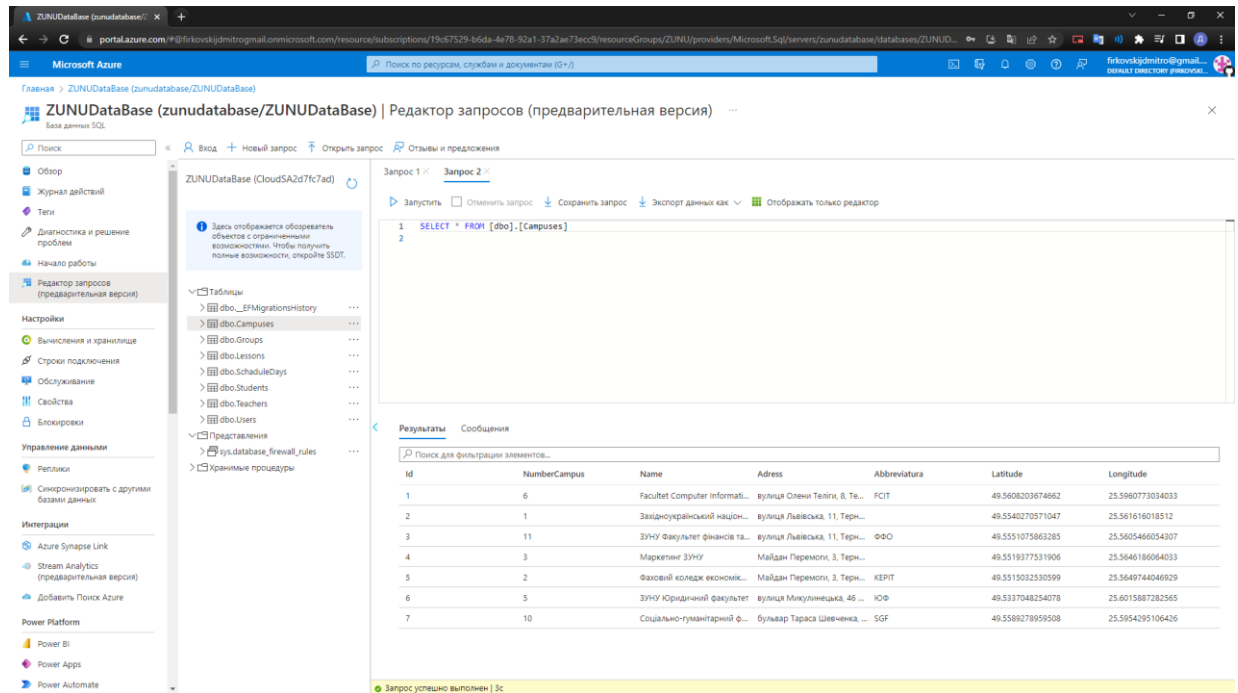 ZUNUDataBase (zunudatabase/Z
portal.azure.com/#@firkovskijdmitrogmail.onmicrosoft.com/resource/subscriptions/19c67529-b6da-4e78-92a1-37a2ae73ecc9/resourceGroups/ZUNU/providers/Microsoft.Sql/servers/zunudatabase/databases/ZUNUD...
Microsoft Azure
Поиск по ресурсам, службам и документам (G+/)
firkovskijdmitro@gmail....
DEFAULT DIRECTORY (FIRKOVSKI...
Главная > ZUNUDataBase (zunudatabase/ZUNUDataBase)
ZUNUDataBase (zunudatabase/ZUNUDataBase) | Редактор запросов (предварительная версия) ...
База данных SQL
Поиск
Вход
Новый запрос
Открыть запрос
Отзывы и предложения
Обзор
Журнал действий
Теги
Диагностика и решение
проблем
Начало работы
Редактор запросов
(предварительная версия)
Настройки
Вычисления и хранилище
Строки подключения
Обслуживание
Свойства
Блокировки
Управление данными
Реплики
Синхронизировать с другими
базами данных
Интеграции
Azure Synapse Link
Stream Analytics
(предварительная версия)
Добавить Поиск Azure
Power Platform
Power BI
Power Apps
Power Automate
ZUNUDataBase (CloudSA2d7fc7ad)
Здесь отображается обозреватель
объектов с ограниченными
возможностями. Чтобы получить
полные возможности, откройте SSDT.
Таблицы
dbo.__EFMigrationsHistory ...
dbo.Campuses ...
dbo.Groups ...
dbo.Lessons ...
dbo.SchaduleDays ...
dbo.Students ...
dbo.Teachers ...
dbo.Users ...
Представления
sys.database_firewall_rules ...
Хранимые процедуры
Запрос 1 Запрос 2
Запустить Отменить запрос Сохранить запрос Экспорт данных как Отображать только редактор
1 SELECT * FROM [dbo].[Campuses]
2
Результаты Сообщения
Поиск для фильтрации элементов...
Id NumberCampus Name Adress Abbreviatura Latitude Longitude
1 6 Facultet Computer Informati... вулиця Олени Теліги, 8, Те... FCIT 49.5608203674662 25.5960773034033
2 1 Західноукраїнський націон... вулиця Львівська, 11, Терн... 49.5540270571047 25.561616018512
3 11 ЗУНУ Факультет фінансів та... вулиця Львівська, 11, Терн... ФФО 49.5551075863285 25.5605466054307
4 3 Маркетинг ЗУНУ Майдан Перемоги, 3, Терн... 49.5519377531906 25.5646186064033
5 2 Фаховий коледж економік... Майдан Перемоги, 3, Терн... KEPIT 49.5515032530599 25.5649744046929
6 5 ЗУНУ Юридичний факультет вулиця Микулинецька, 46 ... ЮФ 49.5337048254078 25.6015887282565
7 10 Соціально-гуманітарний ф... бульвар Тараса Шевченка, ... SGF 49.5589278959508 25.5954295106426
Запрос успешно выполнен | 3с